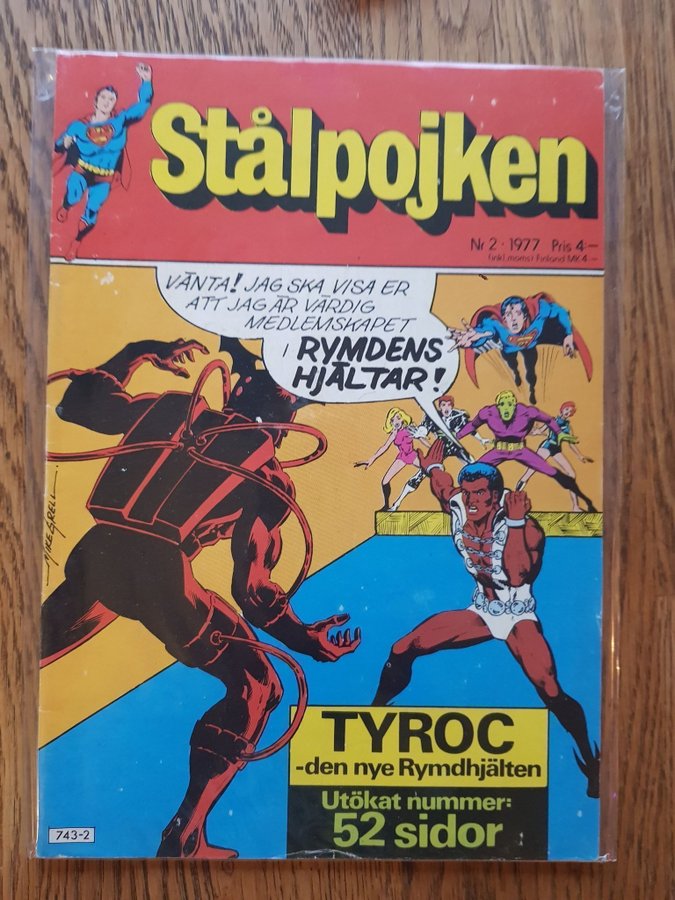 Stålpojken
Nr 2 · 1977 Pris 4:-
(inkl. moms) Finland MK 4:-
VÄNTA! JAG SKA VISA ER
ATT JAG ÄR VÄRDIG
MEDLEMSKAPET
I RYMDENS
HJÄLTAR!
MIKE GRELL
TYROC
-den nye Rymdhjälten
Utökat nummer:
52 sidor
743-2